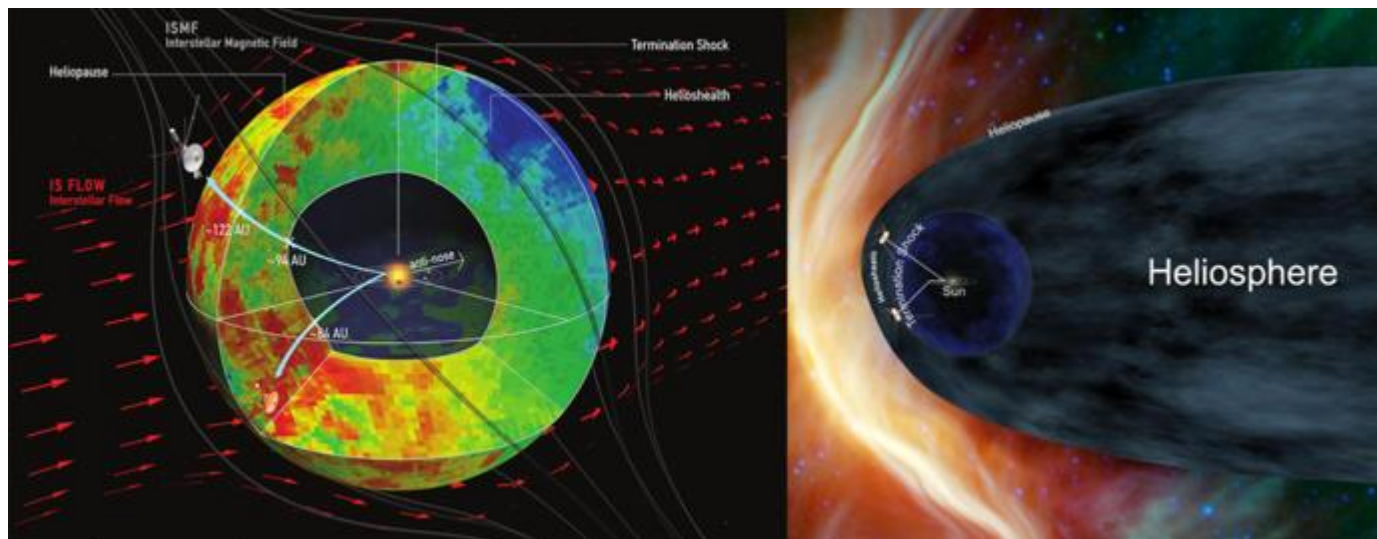 ISMF
Interstellar Magnetic Field
Termination Shock
Heliopause
Helioshealth
IS FLOW
Interstellar Flow
~122 AU
~94 AU
anti-nose
~84 AU
Heliopause
Heliosheath
Termination Shock
Sun
Heliosphere